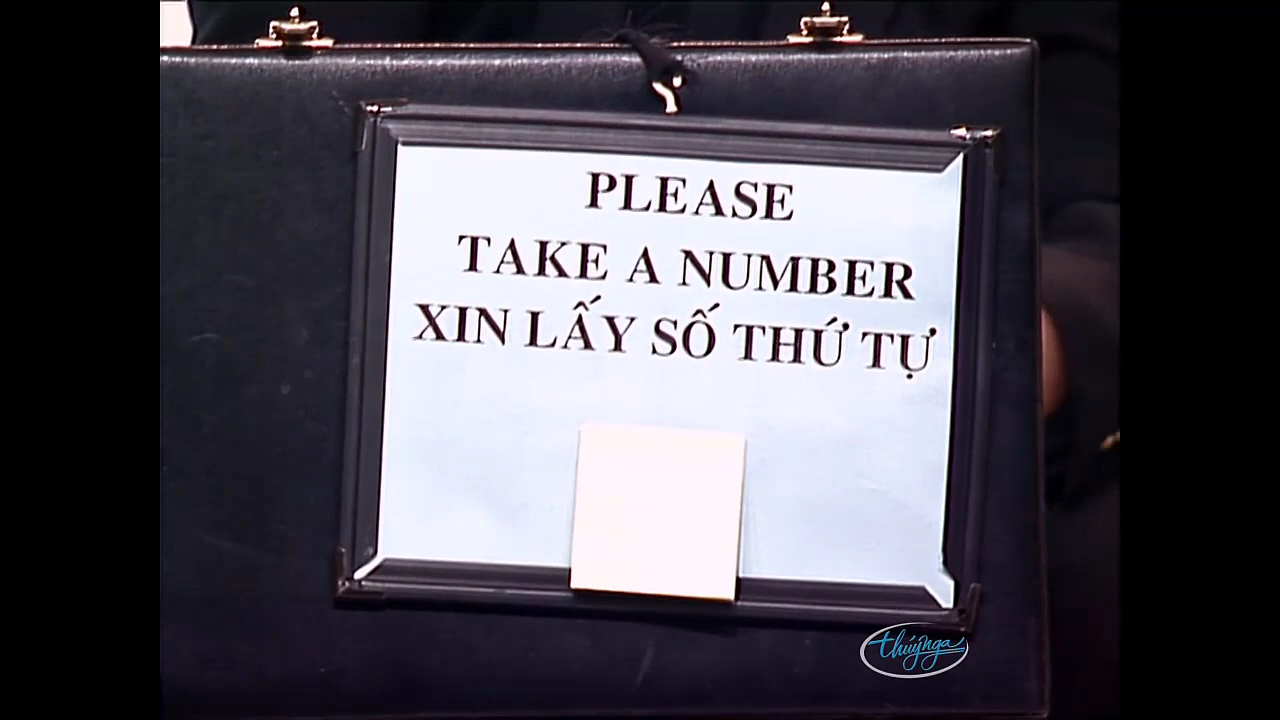 PLEASE
TAKE A NUMBER
XIN LẤY SỐ THỨ TỰ
thúynga